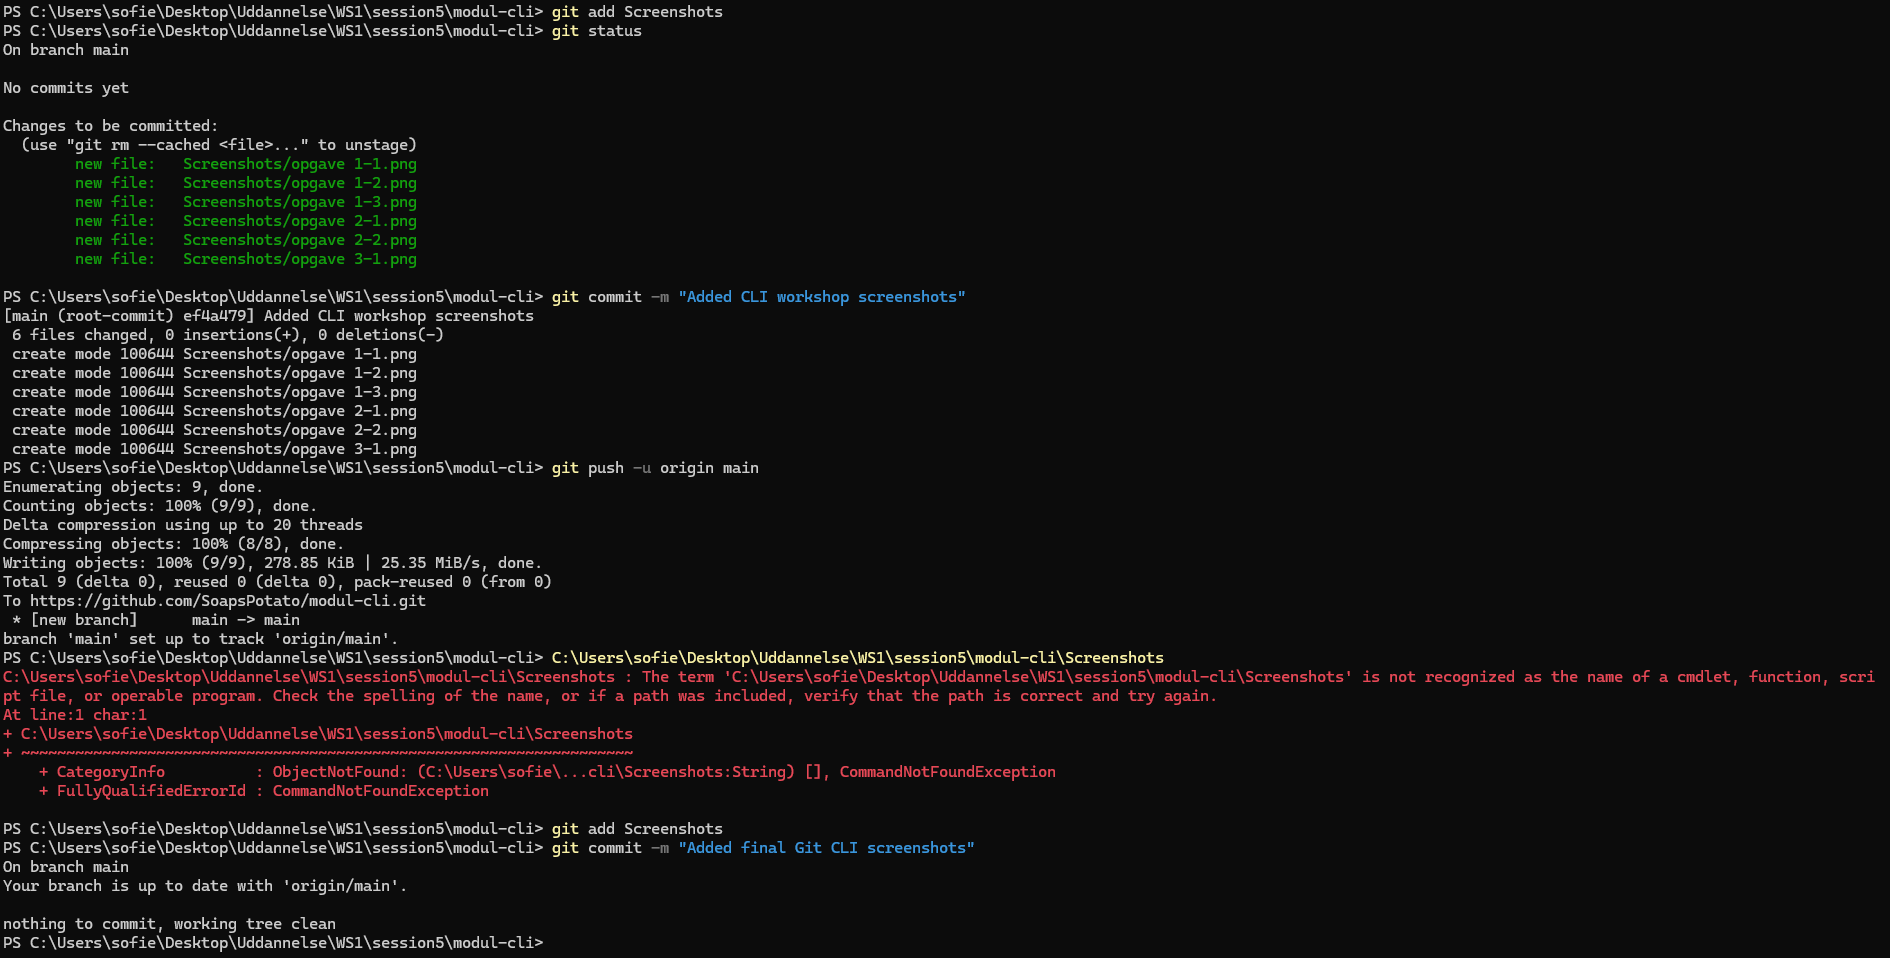 PS C:\Users\sofie\Desktop\Uddannelse\WS1\session5\modul-cli> git add Screenshots
PS C:\Users\sofie\Desktop\Uddannelse\WS1\session5\modul-cli> git status
On branch main

No commits yet

Changes to be committed:
  (use "git rm --cached <file>..." to unstage)
        new file:   Screenshots/opgave 1-1.png
        new file:   Screenshots/opgave 1-2.png
        new file:   Screenshots/opgave 1-3.png
        new file:   Screenshots/opgave 2-1.png
        new file:   Screenshots/opgave 2-2.png
        new file:   Screenshots/opgave 3-1.png

PS C:\Users\sofie\Desktop\Uddannelse\WS1\session5\modul-cli> git commit -m "Added CLI workshop screenshots"
[main (root-commit) ef4a479] Added CLI workshop screenshots
 6 files changed, 0 insertions(+), 0 deletions(-)
 create mode 100644 Screenshots/opgave 1-1.png
 create mode 100644 Screenshots/opgave 1-2.png
 create mode 100644 Screenshots/opgave 1-3.png
 create mode 100644 Screenshots/opgave 2-1.png
 create mode 100644 Screenshots/opgave 2-2.png
 create mode 100644 Screenshots/opgave 3-1.png
PS C:\Users\sofie\Desktop\Uddannelse\WS1\session5\modul-cli> git push -u origin main
Enumerating objects: 9, done.
Counting objects: 100% (9/9), done.
Delta compression using up to 20 threads
Compressing objects: 100% (8/8), done.
Writing objects: 100% (9/9), 278.85 KiB | 25.35 MiB/s, done.
Total 9 (delta 0), reused 0 (delta 0), pack-reused 0 (from 0)
To https://github.com/SoapsPotato/modul-cli.git
 * [new branch]      main -> main
branch 'main' set up to track 'origin/main'.
PS C:\Users\sofie\Desktop\Uddannelse\WS1\session5\modul-cli> C:\Users\sofie\Desktop\Uddannelse\WS1\session5\modul-cli\Screenshots
C:\Users\sofie\Desktop\Uddannelse\WS1\session5\modul-cli\Screenshots : The term 'C:\Users\sofie\Desktop\Uddannelse\WS1\session5\modul-cli\Screenshots' is not recognized as the name of a cmdlet, function, scri
pt file, or operable program. Check the spelling of the name, or if a path was included, verify that the path is correct and try again.
At line:1 char:1
+ C:\Users\sofie\Desktop\Uddannelse\WS1\session5\modul-cli\Screenshots
+ ~~~~~~~~~~~~~~~~~~~~~~~~~~~~~~~~~~~~~~~~~~~~~~~~~~~~~~~~~~~~~~~~~~~~
    + CategoryInfo          : ObjectNotFound: (C:\Users\sofie\...cli\Screenshots:String) [], CommandNotFoundException
    + FullyQualifiedErrorId : CommandNotFoundException

PS C:\Users\sofie\Desktop\Uddannelse\WS1\session5\modul-cli> git add Screenshots
PS C:\Users\sofie\Desktop\Uddannelse\WS1\session5\modul-cli> git commit -m "Added final Git CLI screenshots"
On branch main
Your branch is up to date with 'origin/main'.

nothing to commit, working tree clean
PS C:\Users\sofie\Desktop\Uddannelse\WS1\session5\modul-cli>